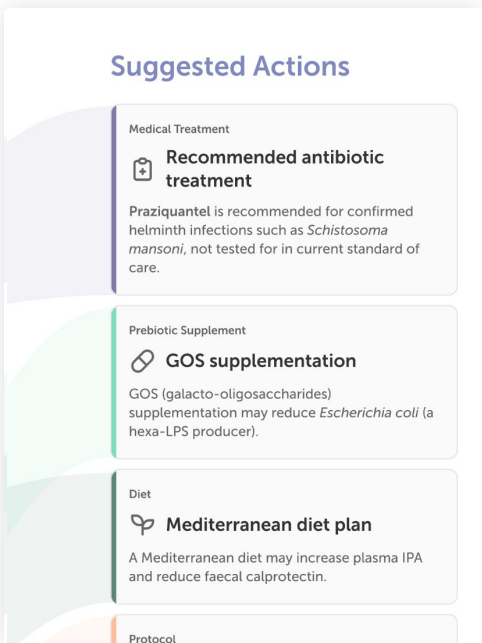 Suggested Actions
Medical Treatment
Recommended antibiotic
treatment
Praziquantel is recommended for confirmed
helminth infections such as Schistosoma
mansoni, not tested for in current standard of
care.
Prebiotic Supplement
GOS supplementation
GOS (galacto-oligosaccharides)
supplementation may reduce Escherichia coli (a
hexa-LPS producer).
Diet
Mediterranean diet plan
A Mediterranean diet may increase plasma IPA
and reduce faecal calprotectin.
Protocol